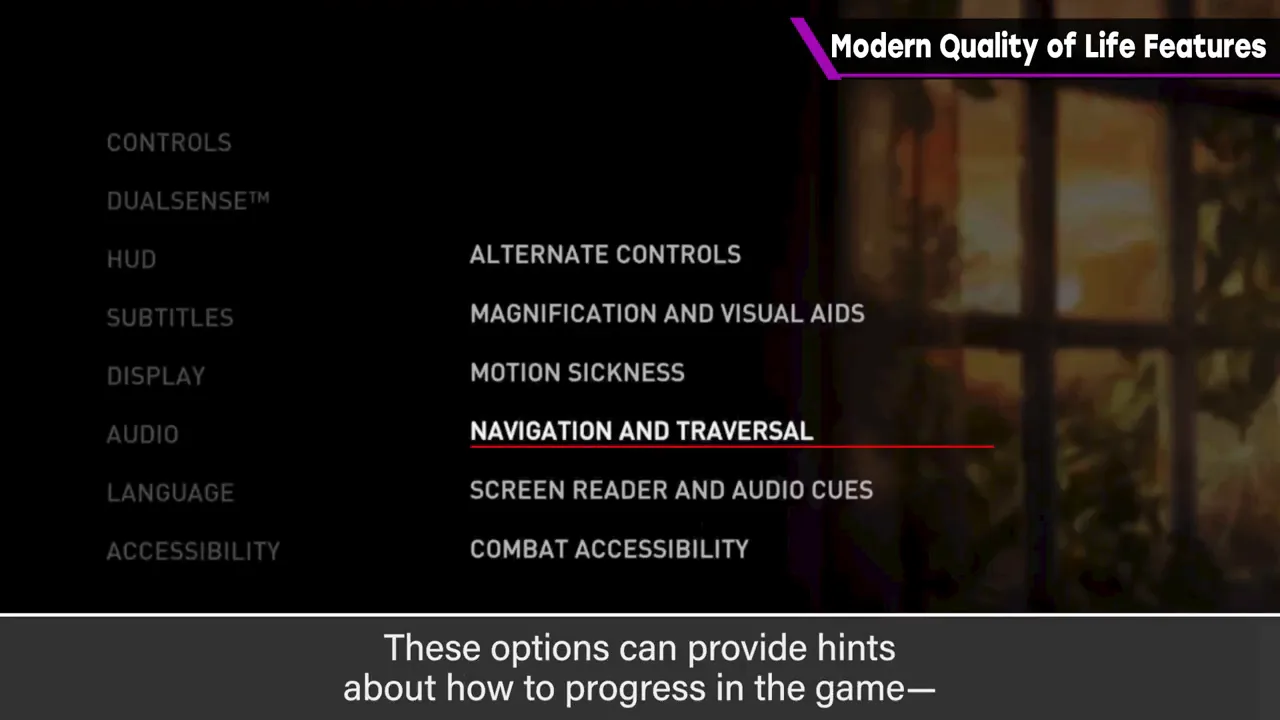 Modern Quality of Life Features
CONTROLS
DUALSENSE™
HUD
SUBTITLES
DISPLAY
AUDIO
LANGUAGE
ACCESSIBILITY
ALTERNATE CONTROLS
MAGNIFICATION AND VISUAL AIDS
MOTION SICKNESS
NAVIGATION AND TRAVERSAL
SCREEN READER AND AUDIO CUES
COMBAT ACCESSIBILITY
These options can provide hints
about how to progress in the game—